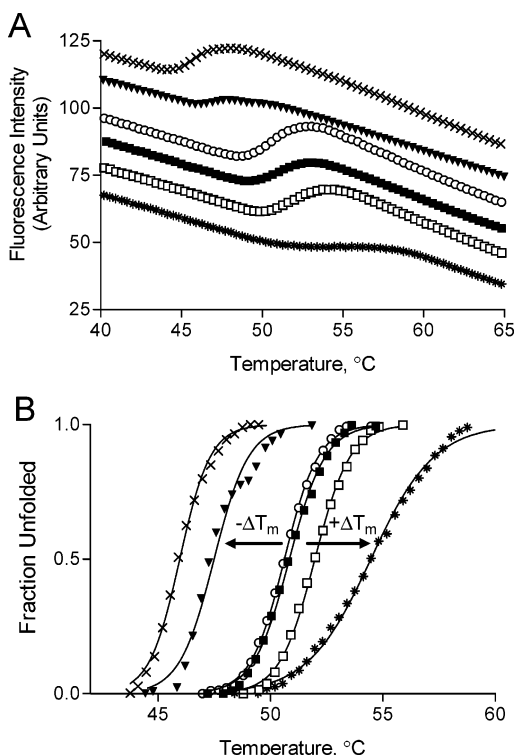 A
Fluorescence Intensity
(Arbitrary Units)
125
100
75
50
25
40 45 50 55 60 65
Temperature, °C
B
Fraction Unfolded
1.0
0.5
0.0
-ΔTm
+ΔTm
45 50 55 60
Temperature, °C